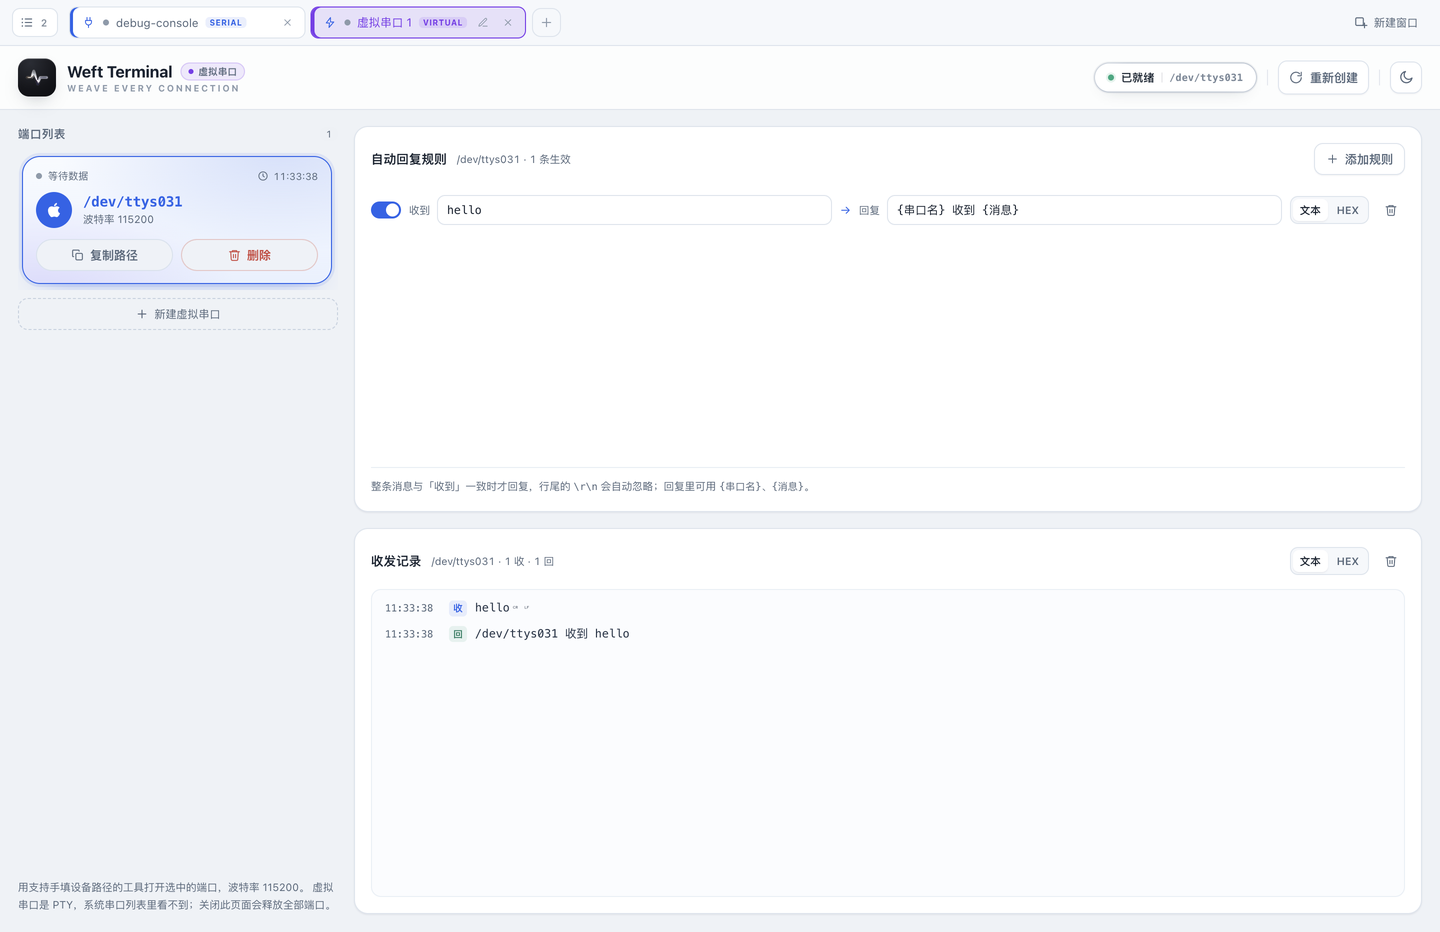 2
debug-console SERIAL
虚拟串口 1 VIRTUAL
新建窗口
Weft Terminal
虚拟串口
WEAVE EVERY CONNECTION
已就绪 /dev/ttys031
重新创建
端口列表 1
等待数据 11:33:38
/dev/ttys031
波特率 115200
复制路径
删除
新建虚拟串口
用支持手填设备路径的工具打开选中的端口，波特率 115200。 虚拟
串口是 PTY，系统串口列表里看不到；关闭此页面会释放全部端口。
自动回复规则 /dev/ttys031 · 1 条生效
添加规则
收到 hello → 回复 {串口名} 收到 {消息} 文本 HEX
整条消息与「收到」一致时才回复，行尾的 \r\n 会自动忽略；回复里可用 {串口名}、{消息}。
收发记录 /dev/ttys031 · 1 收 · 1 回
文本 HEX
11:33:38 收 hello
11:33:38 回 /dev/ttys031 收到 hello